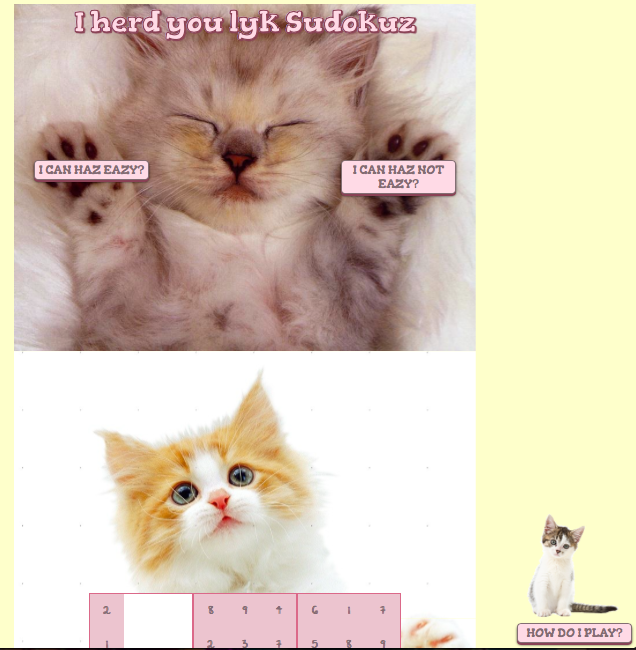 I herd you lyk Sudokuz
I CAN HAZ EAZY?
I CAN HAZ NOT
EAZY?
2 8 9 4 6 1 7
1 2 3 7 5 8 9
HOW DO I PLAY?